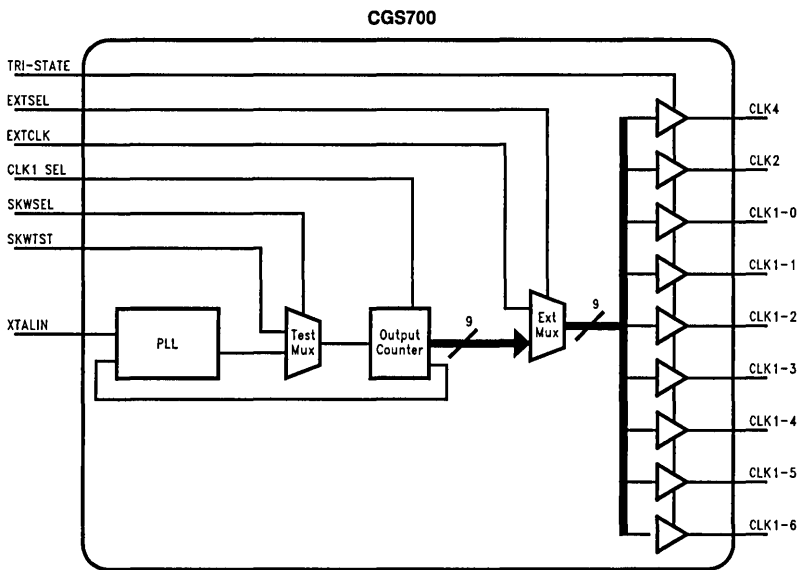 CGS700
TRI-STATE
EXTSEL
EXTCLK
CLK1 SEL
SKWSEL
SKWTST
XTALIN
PLL
Test
Mux
Output
Counter
9
Ext
Mux
9
CLK4
CLK2
CLK1-0
CLK1-1
CLK1-2
CLK1-3
CLK1-4
CLK1-5
CLK1-6